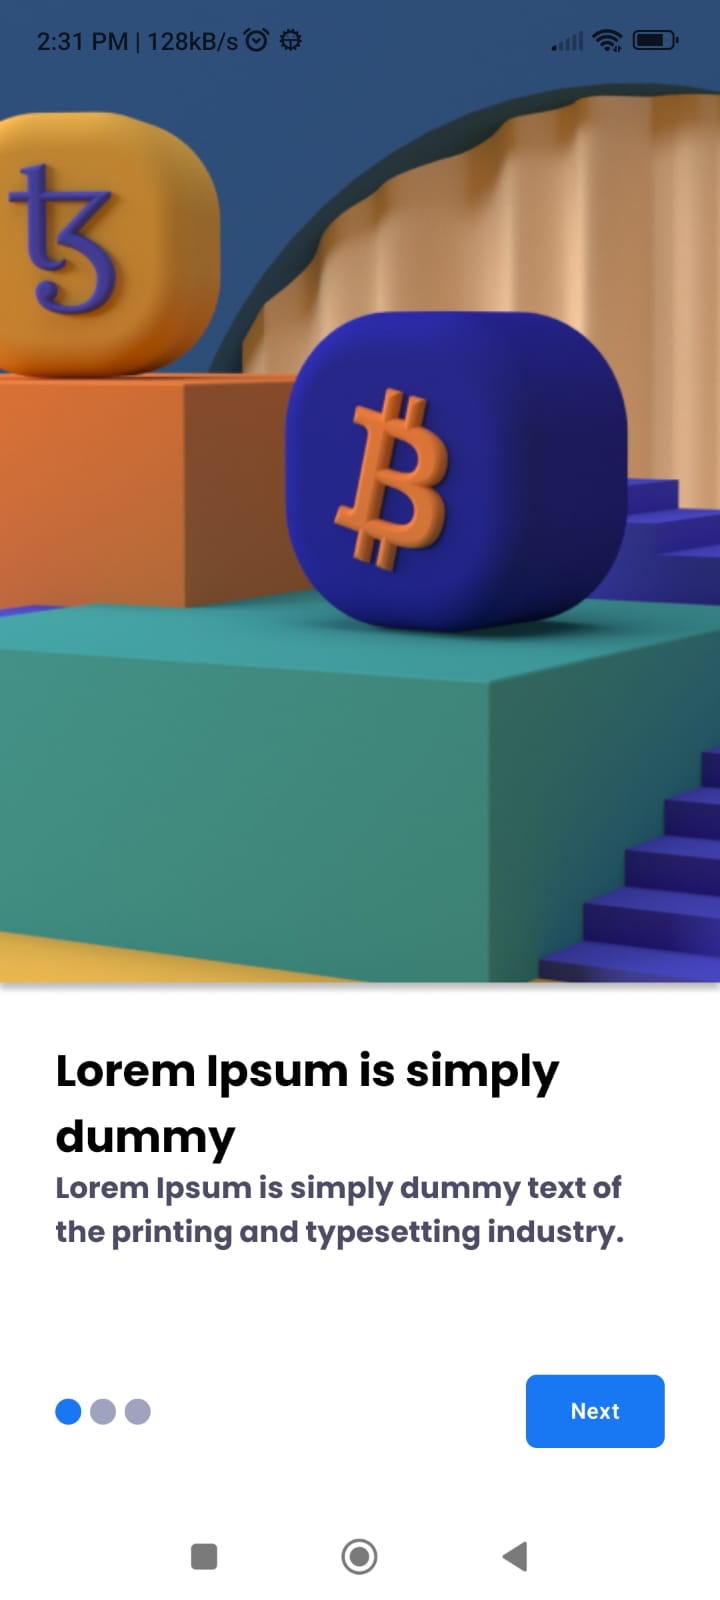 2:31 PM | 128kB/s
Lorem Ipsum is simply
dummy
Lorem Ipsum is simply dummy text of
the printing and typesetting industry.
Next